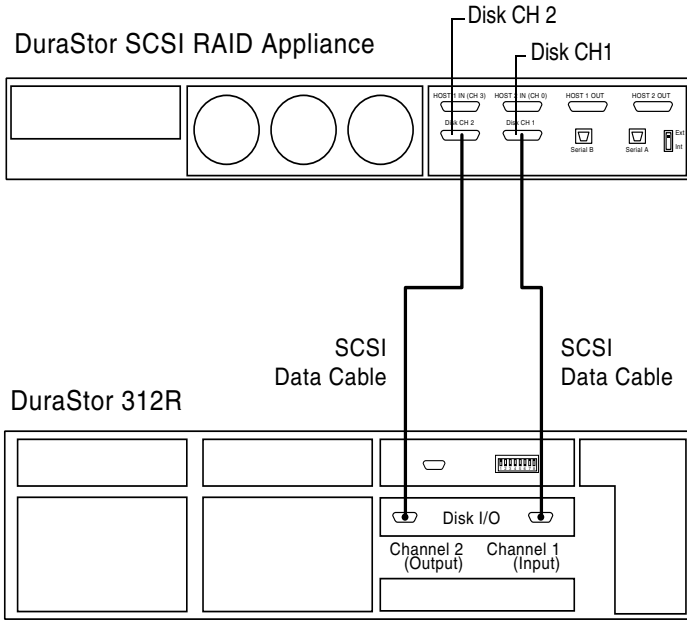 Disk CH 2
DuraStor SCSI RAID Appliance
Disk CH1
HOST 1 IN (CH 3)
HOST 2 IN (CH 0)
HOST 1 OUT
HOST 2 OUT
Disk CH 2
Disk CH 1
Serial B
Serial A
Ext
Int
SCSI
Data Cable
SCSI
Data Cable
DuraStor 312R
Disk I/O
Channel 2
(Output)
Channel 1
(Input)